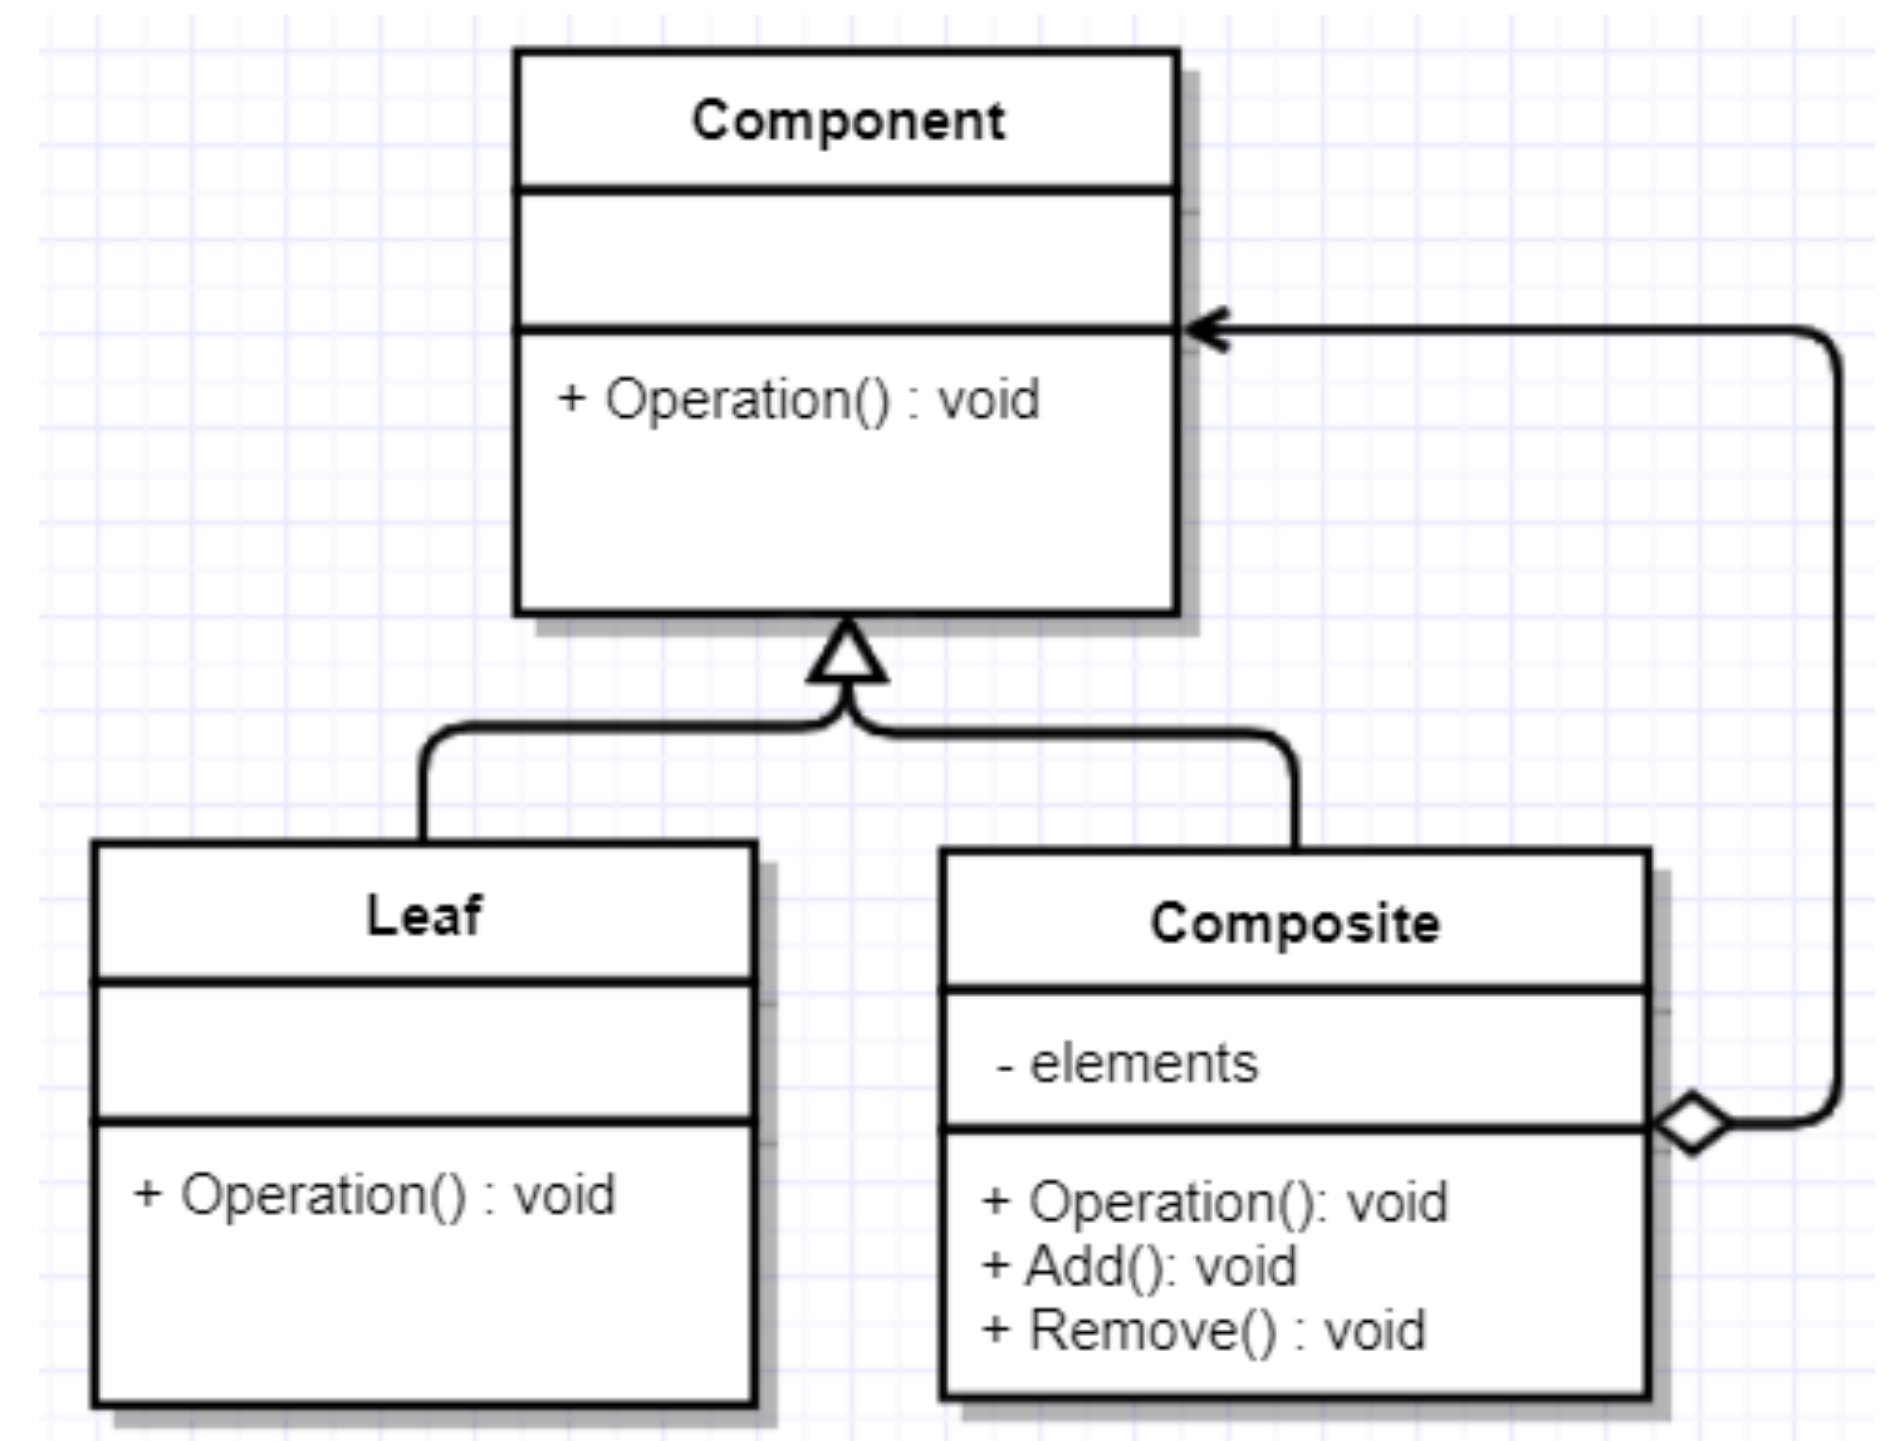 Component
+ Operation() : void
Leaf
+ Operation() : void
Composite
- elements
+ Operation(): void
+ Add(): void
+ Remove() : void